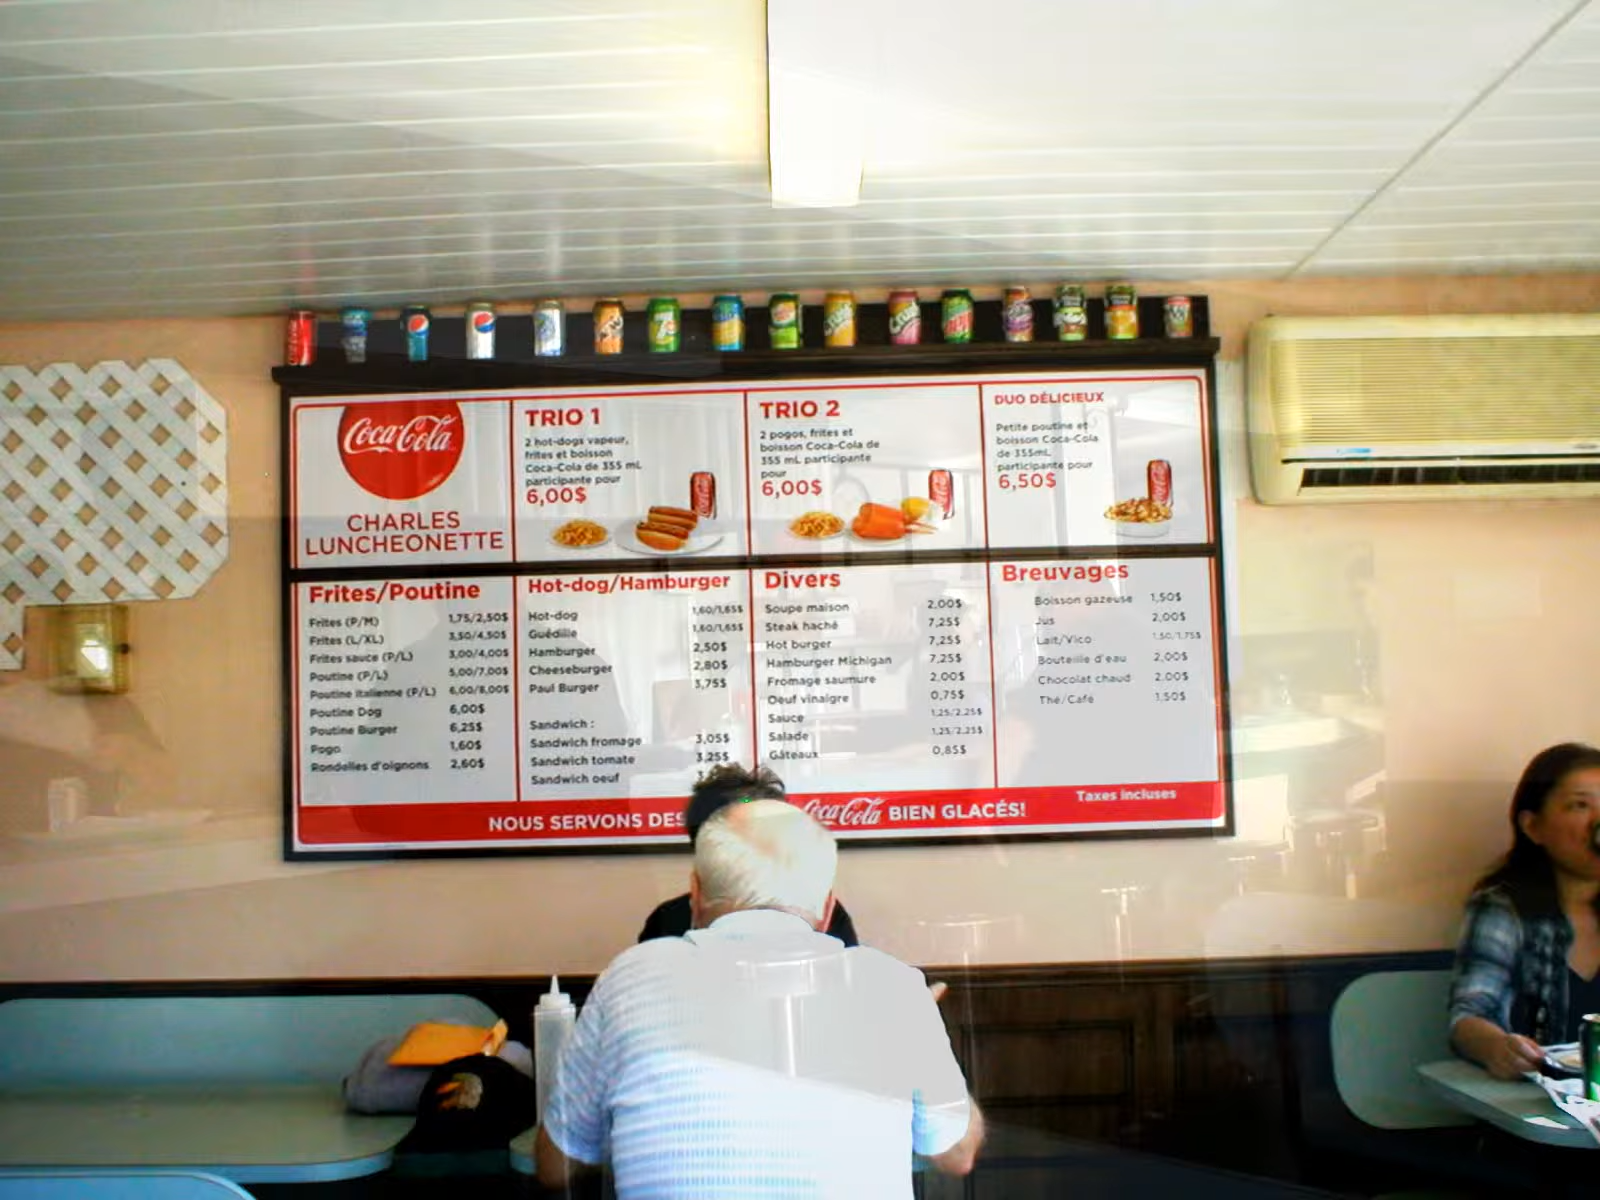 Coca-Cola
CHARLES
LUNCHEONETTE
TRIO 1
2 hot-dogs vapeur,
frites et boisson
Coca-Cola de 355 mL
participante pour
6,00$
TRIO 2
2 pogos, frites et
boisson Coca-Cola de
355 mL participante
pour
6,00$
DUO DÉLICIEUX
Petite poutine et
boisson Coca-Cola
de 355mL
participante pour
6,50$
Frites/Poutine
Frites (P/M) 1,75/2,50$
Frites (L/XL) 3,50/4,50$
Frites sauce (P/L) 3,00/4,00$
Poutine (P/L) 5,00/7,00$
Poutine italienne (P/L) 6,00/8,00$
Poutine Dog 6,00$
Poutine Burger 6,25$
Pogo 1,60$
Rondelles d'oignons 2,60$
Hot-dog/Hamburger
Hot-dog 1,60/1,65$
Guédille 1,60/1,65$
Hamburger 2,50$
Cheeseburger 2,80$
Paul Burger 3,75$
Sandwich :
Sandwich fromage 3,05$
Sandwich tomate 3,25$
Sandwich oeuf
Divers
Soupe maison 2,00$
Steak haché 7,25$
Hot burger 7,25$
Hamburger Michigan 7,25$
Fromage saumure 2,00$
Oeuf vinaigre 0,75$
Sauce 1,25/2,25$
Salade 1,25/2,25$
Gâteaux 0,85$
Breuvages
Boisson gazeuse 1,50$
Jus 2,00$
Lait/Vico 1,50/1,75$
Bouteille d'eau 2,00$
Chocolat chaud 2,00$
Thé/Café 1,50$
NOUS SERVONS DES Coca-Cola BIEN GLACÉS!
Taxes incluses